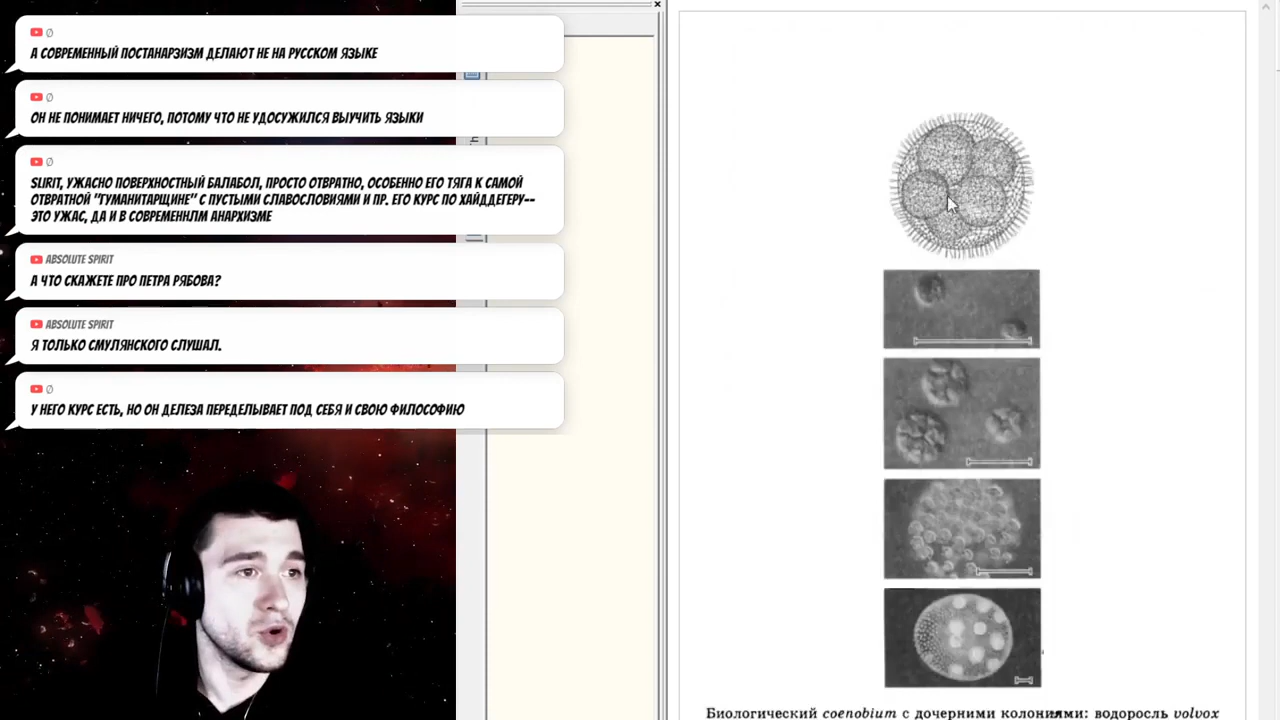 Ø
А СОВРЕМЕННЫЙ ПОСТАНАРЗИЗМ ДЕЛАЮТ НЕ НА РУССКОМ ЯЗЫКЕ
Ø
ОН НЕ ПОНИМАЕТ НИЧЕГО, ПОТОМУ ЧТО НЕ УДОСУЖИЛСЯ ВЫУЧИТЬ ЯЗЫКИ
Ø
SLIRIT, УЖАСНО ПОВЕРХНОСТНЫЙ БАЛАБОЛ, ПРОСТО ОТВРАТНО, ОСОБЕННО ЕГО ТЯГА К САМОЙ
ОТВРАТНОЙ "ГУМАНИТАРЩИНЕ" С ПУСТЫМИ СЛАВОСЛОВИЯМИ И ПР. ЕГО КУРС ПО ХАЙДДЕГЕРУ--
ЭТО УЖАС, ДА И В СОВРЕМЕННЛМ АНАРХИЗМЕ
ABSOLUTE SPIRIT
А ЧТО СКАЖЕТЕ ПРО ПЕТРА РЯБОВА?
ABSOLUTE SPIRIT
Я ТОЛЬКО СМУЛЯНСКОГО СЛУШАЛ.
Ø
У НЕГО КУРС ЕСТЬ, НО ОН ДЕЛЕЗА ПЕРЕДЕЛЫВАЕТ ПОД СЕБЯ И СВОЮ ФИЛОСОФИЮ
Биологический coenobium с дочерними колониями: водоросль volvox